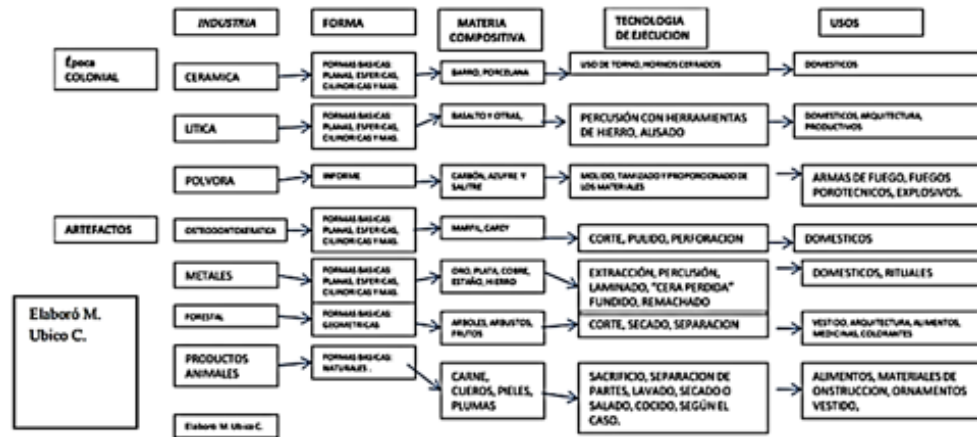 INDUSTRIA
FORMA
MATERIA
COMPOSITIVA
TECNOLOGIA
DE EJECUCION
USOS
Época
COLONIAL
CERAMICA
FORMAS BASICAS:
PLANAS, ESFERICAS,
CILINDRICAS Y MAS.
BARRO, PORCELANA
USO DE TORNO, HORNOS CERRADOS
DOMESTICOS
LITICA
FORMAS BASICAS:
PLANAS, ESFERICAS,
CILINDRICAS Y MAS.
BASALTO Y OTRAS,
PERCUSIÓN CON HERRAMIENTAS
DE HIERRO, ALISADO
DOMESTICOS, ARQUITECTURA,
PRODUCTIVOS
POLVORA
INFORME
CARBÓN, AZUFRE Y
SALITRE
MOLIDO, TAMIZADO Y PROPORCIONADO DE
LOS MATERIALES
ARMAS DE FUEGO, FUEGOS
POROTECNICOS, EXPLOSIVOS.
ARTEFACTOS
FORMAS BASICAS:
PLANAS, ESFERICAS,
CILINDRICAS Y MAS.
MARFIL, CAREY
CORTE, PULIDO, PERFORACION
DOMESTICOS
METALES
FORMAS BASICAS:
PLANAS, ESFERICAS,
CILINDRICAS Y MAS.
ORO, PLATA, COBRE,
ESTAÑO, HIERRO
EXTRACCIÓN, PERCUSIÓN,
LAMINADO, "CERA PERDIDA"
FUNDIDO, REMACHADO
DOMESTICOS, RITUALES
FORESTAL
FORMAS BASICAS:
GEOMETRICAS
ARBOLES, ARBUSTOS,
FRUTOS
CORTE, SECADO, SEPARACION
VESTIDO, ARQUITECTURA, ALIMENTOS,
MEDICINAS, COLORANTES
PRODUCTOS
ANIMALES
FORMAS BASICAS:
NATURALES .
CARNE,
CUEROS, PIELES,
PLUMAS
SACRIFICIO, SEPARACION DE
PARTES, LAVADO, SECADO O
SALADO, COCIDO, SEGÚN EL
CASO.
ALIMENTOS, MATERIALES DE
ONSTRUCCION, ORNAMENTOS
VESTIDO,
Elaboró M.
Ubico C.
Elaboró M. Ubico C.